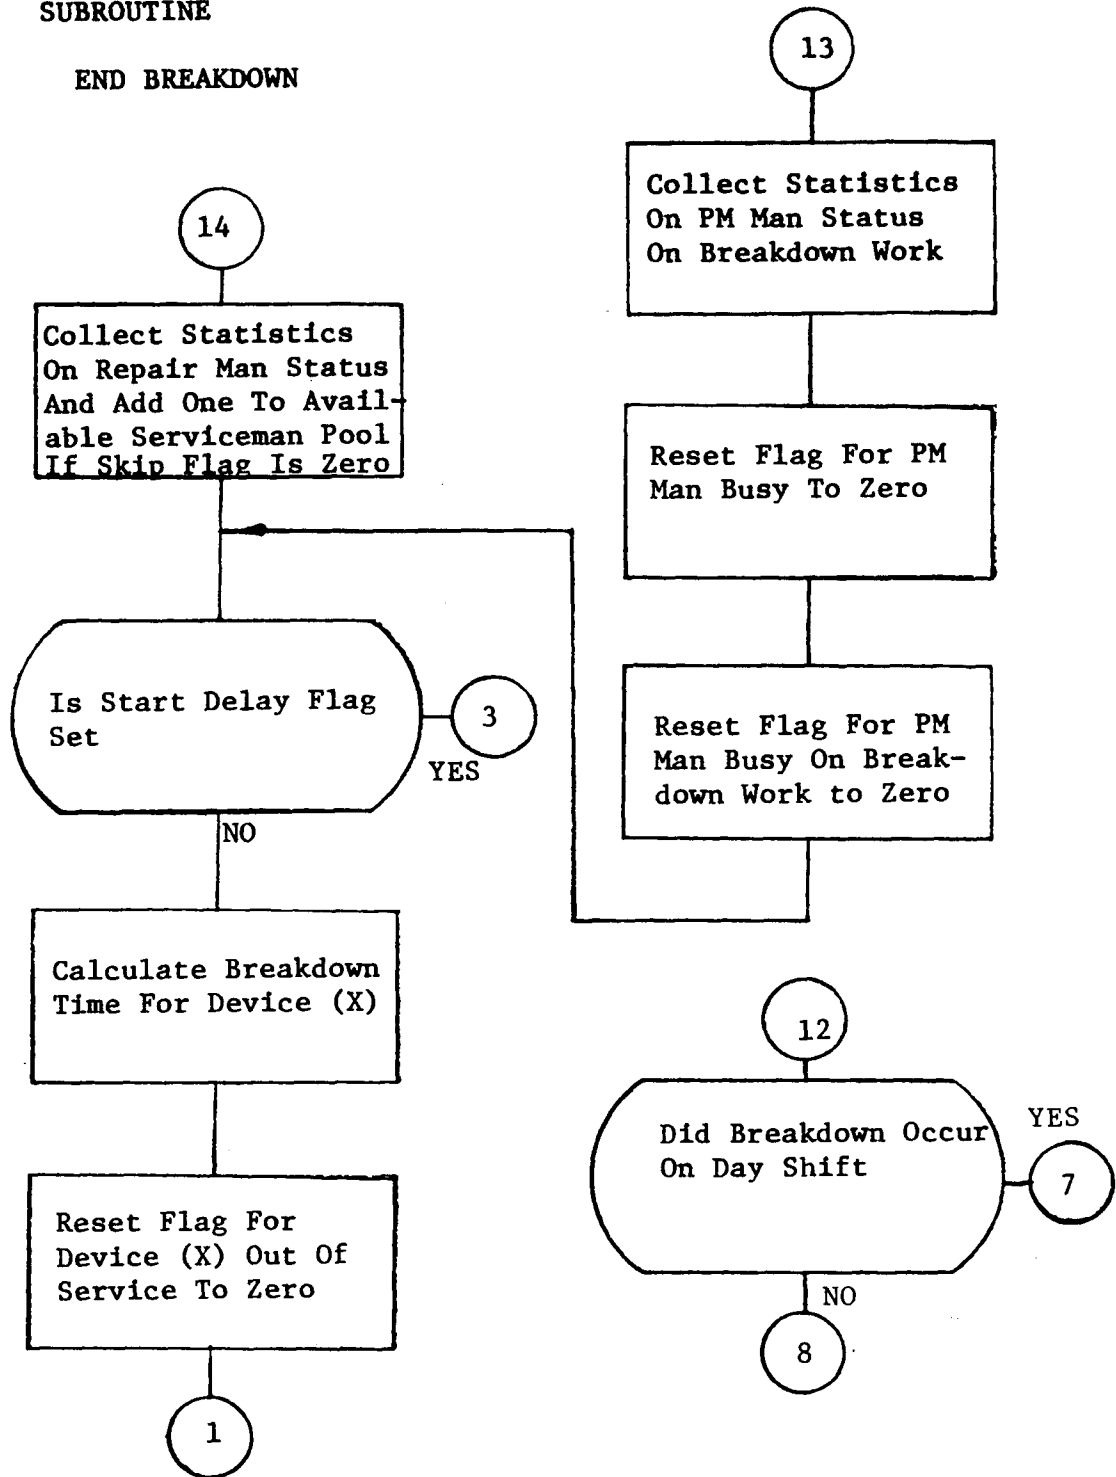 SUBROUTINE
END BREAKDOWN
14
Collect Statistics
On Repair Man Status
And Add One To Avail-
able Serviceman Pool
If Skip Flag Is Zero
Is Start Delay Flag
Set
3
YES
NO
Calculate Breakdown
Time For Device (X)
Reset Flag For
Device (X) Out Of
Service To Zero
1
13
Collect Statistics
On PM Man Status
On Breakdown Work
Reset Flag For PM
Man Busy To Zero
Reset Flag For PM
Man Busy On Break-
down Work to Zero
12
Did Breakdown Occur
On Day Shift
YES
7
NO
8